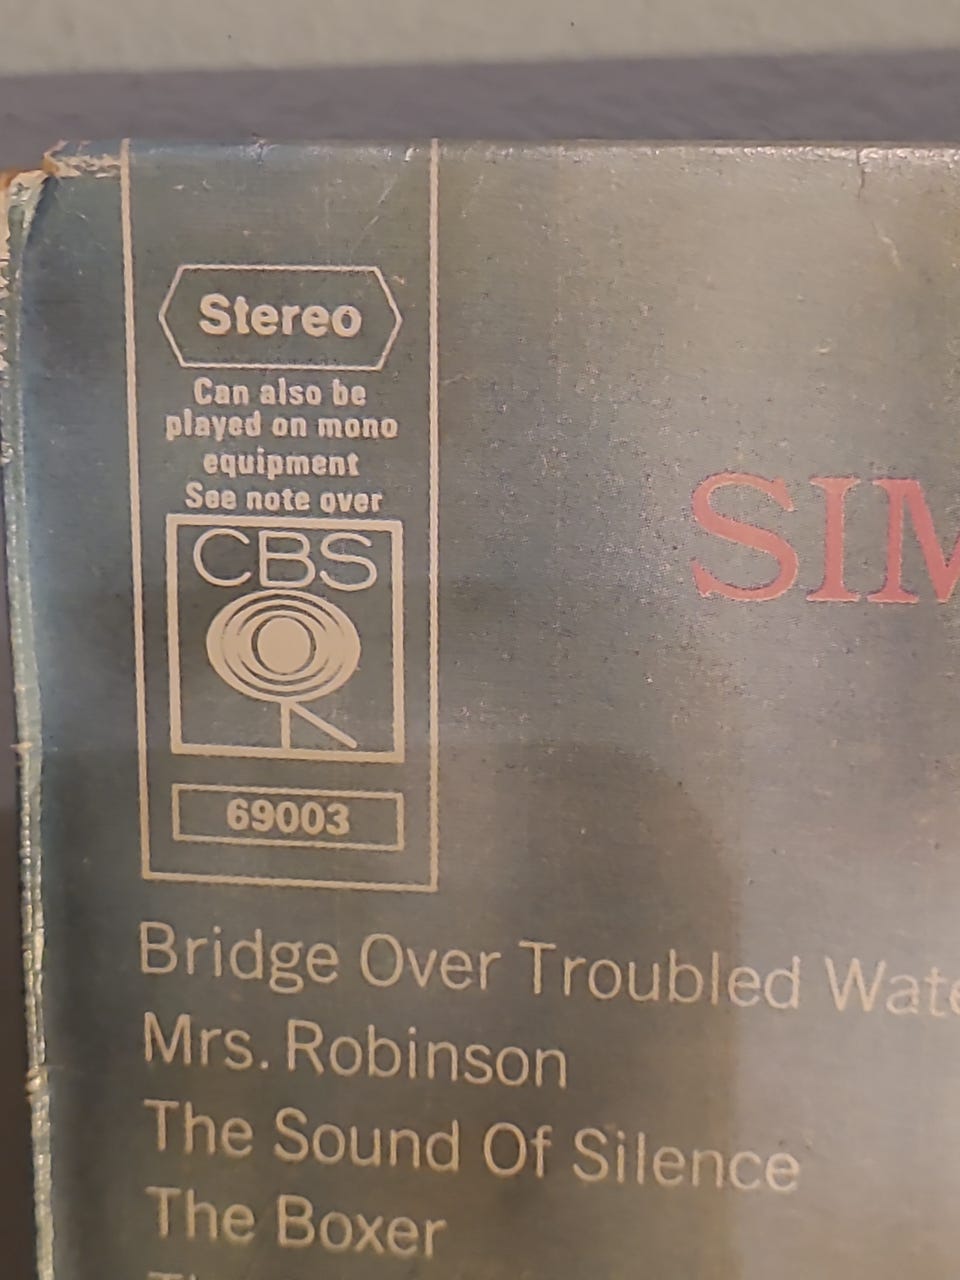 Stereo
Can also be
played on mono
equipment
See note over
CBS
SIM
69003
Bridge Over Troubled Wate
Mrs. Robinson
The Sound Of Silence
The Boxer